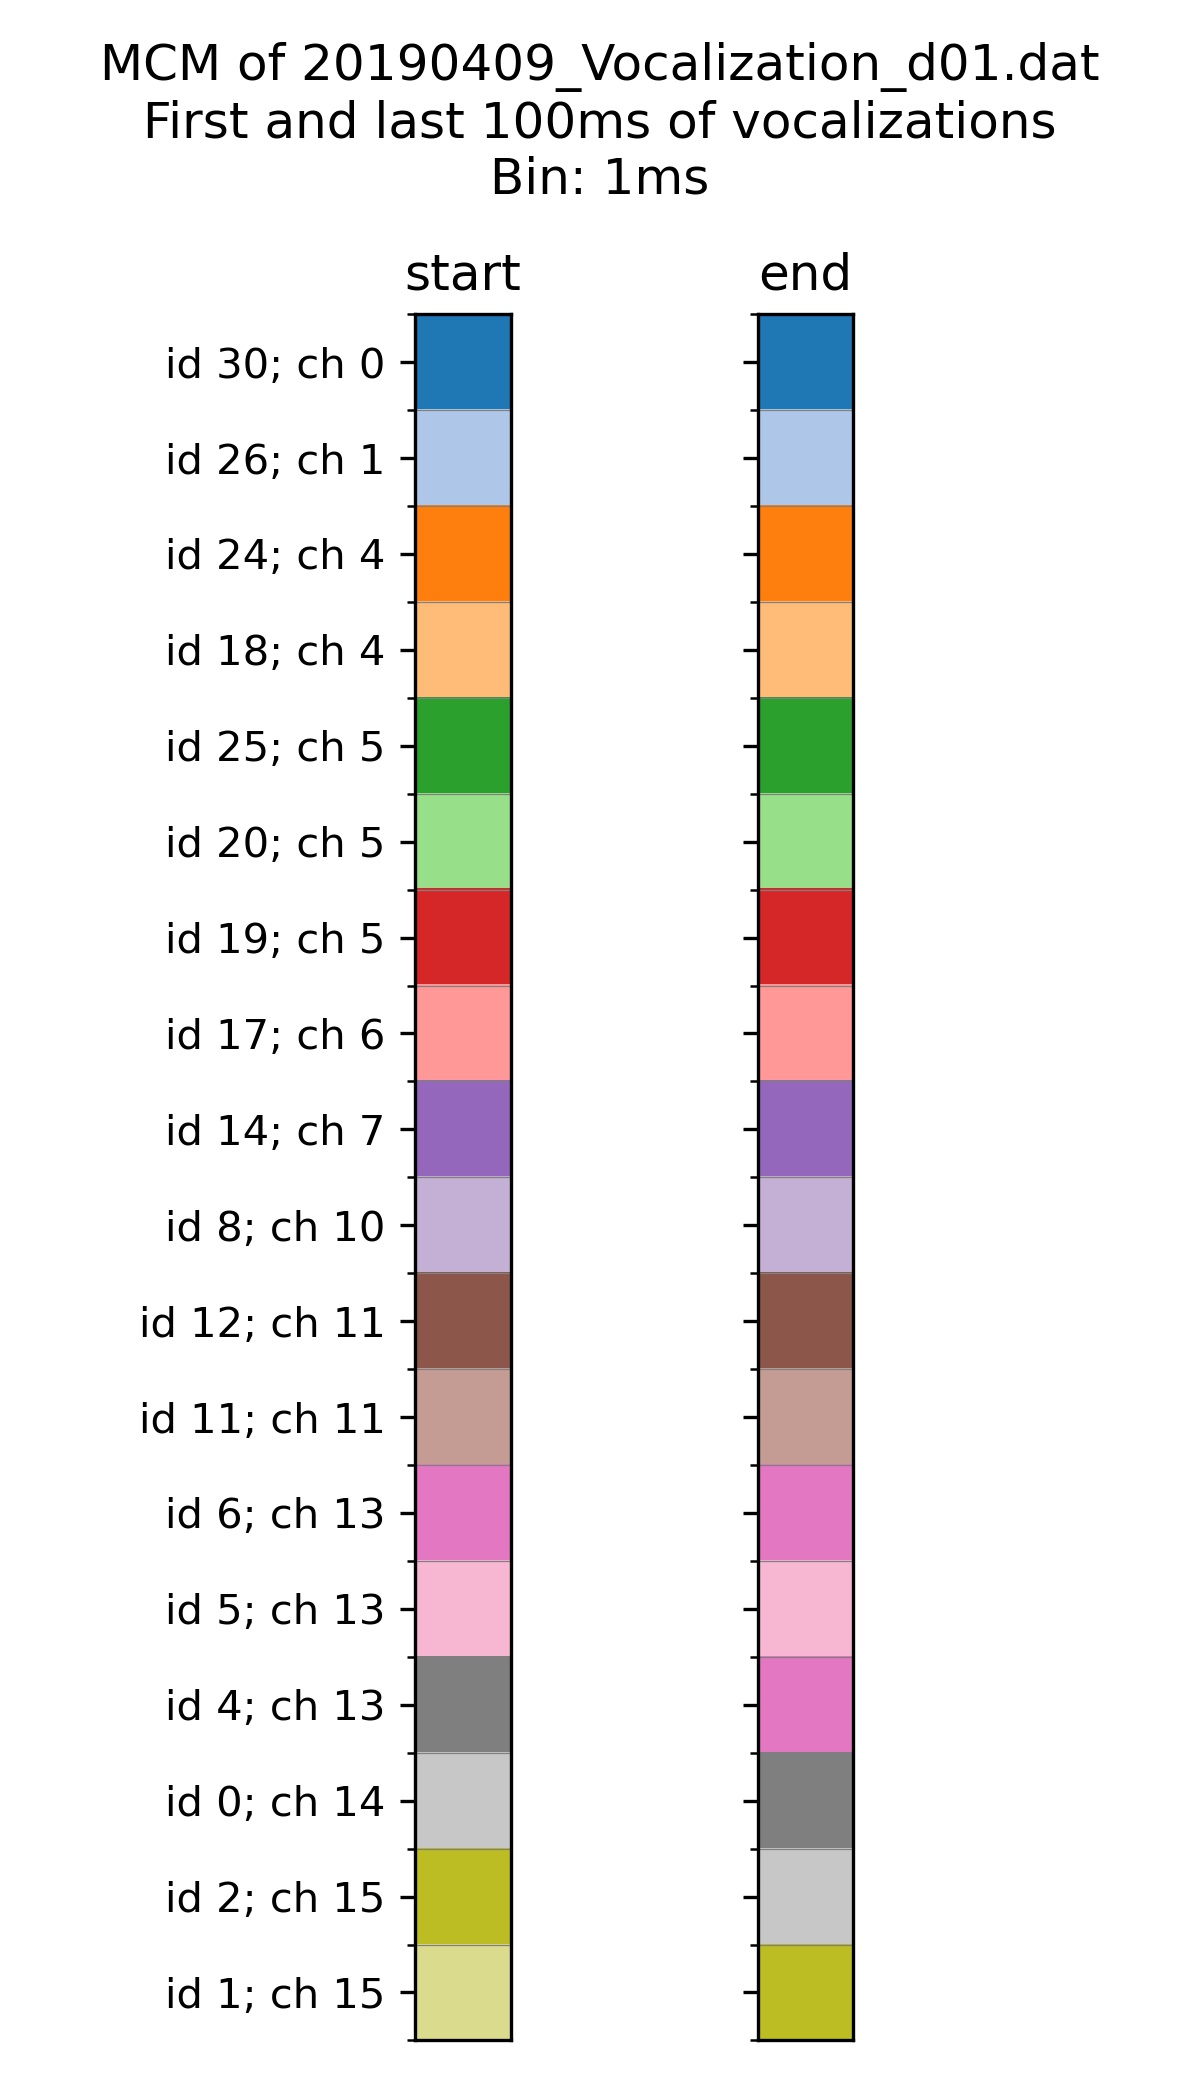 MCM of 20190409_Vocalization_d01.dat
First and last 100ms of vocalizations
Bin: 1ms
start end
id 30; ch 0
id 26; ch 1
id 24; ch 4
id 18; ch 4
id 25; ch 5
id 20; ch 5
id 19; ch 5
id 17; ch 6
id 14; ch 7
id 8; ch 10
id 12; ch 11
id 11; ch 11
id 6; ch 13
id 5; ch 13
id 4; ch 13
id 0; ch 14
id 2; ch 15
id 1; ch 15